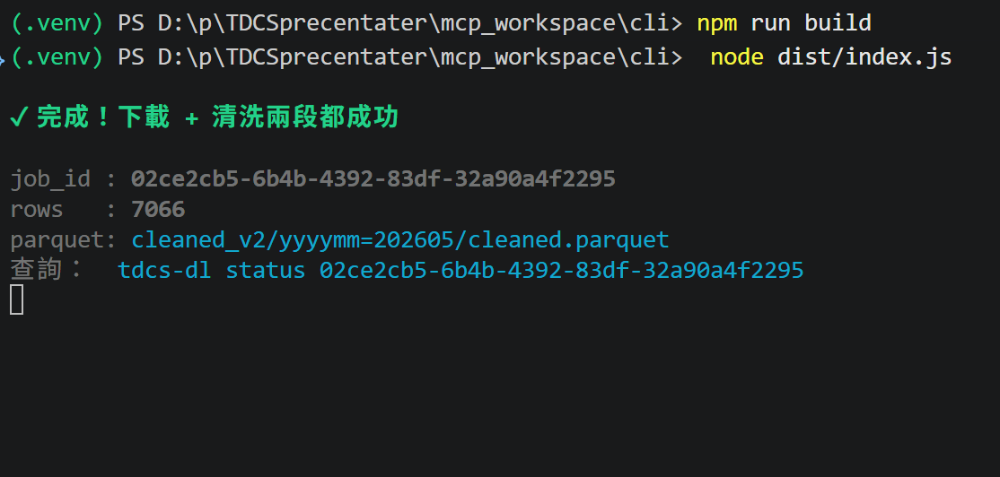 (.venv) PS D:\p\TDCSprecentater\mcp_workspace\cli> npm run build
(.venv) PS D:\p\TDCSprecentater\mcp_workspace\cli>  node dist/index.js
✓ 完成！下載 + 清洗兩段都成功
job_id : 02ce2cb5-6b4b-4392-83df-32a90a4f2295
rows   : 7066
parquet: cleaned_v2/yyyymm=202605/cleaned.parquet
查詢：  tdcs-dl status 02ce2cb5-6b4b-4392-83df-32a90a4f2295